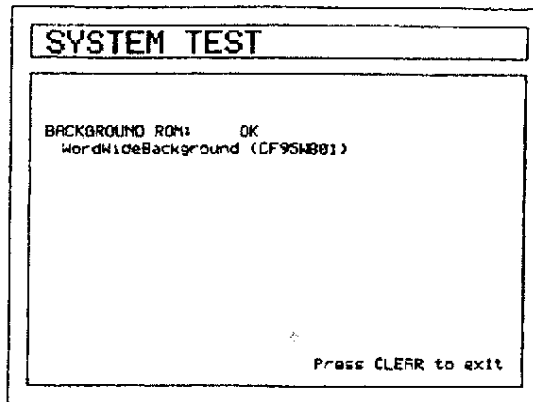 SYSTEM TEST
BACKGROUND ROM: OK
WordWideBackground (CF95WB01)
Press CLEAR to exit